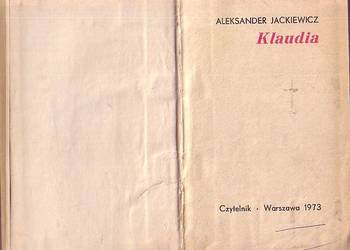 ALEKSANDER JACKIEWICZ
Klaudia
Czytelnik • Warszawa 1973